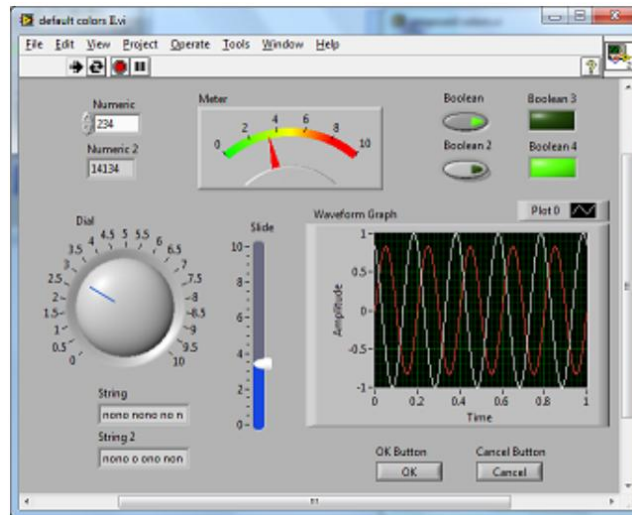 default colors II.vi
File Edit View Project Operate Tools Window Help
Numeric
234
Numeric 2
14134
Meter
0 2 4 6 8 10
Boolean
Boolean 2
Boolean 3
Boolean 4
Dial
0 0.5 1 1.5 2 2.5 3 3.5 4 4.5 5 5.5 6 6.5 7 7.5 8 8.5 9 9.5 10
Slide
10
8
6
4
2
0
Waveform Graph
Plot 0
Amplitude
1
0.5
0
-0.5
-1
0 0.2 0.4 0.6 0.8 1
Time
String
nono nono no n
String 2
nono o ono non
OK Button
OK
Cancel Button
Cancel